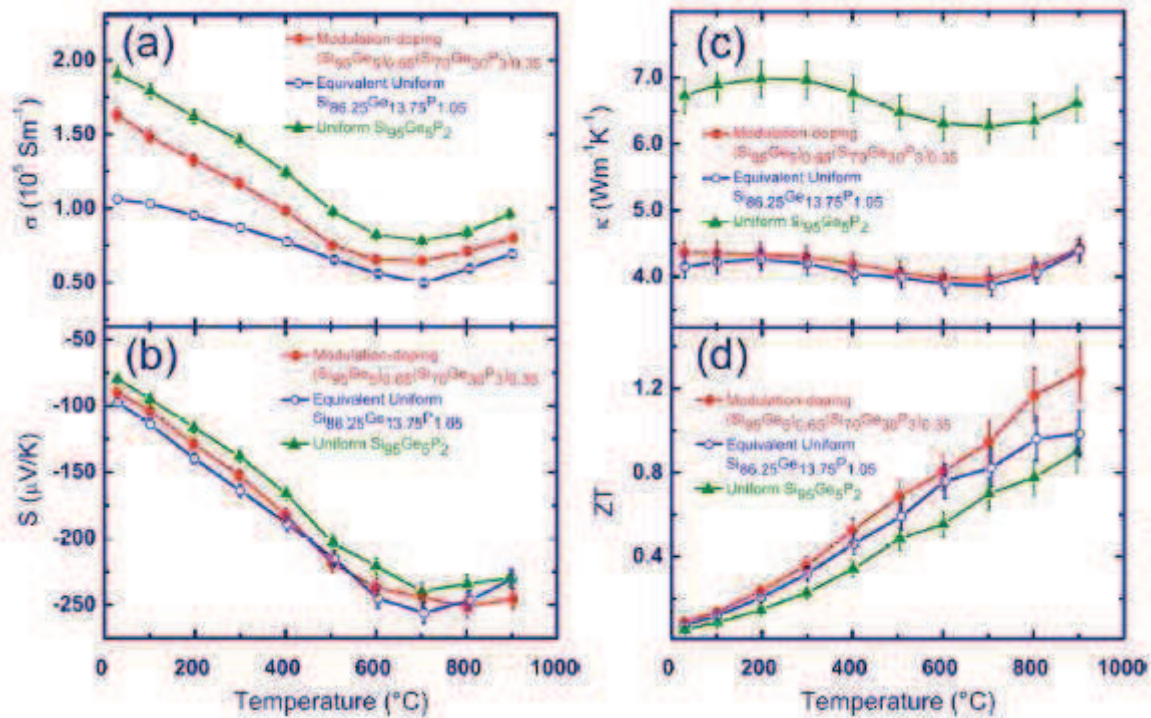 (a)
Modulation-doping
(Si95Ge5)0.65(Si70Ge30P3)0.35
Equivalent Uniform
Si86.25Ge13.75P1.05
Uniform Si95Ge5P2
2.00
1.50
1.00
0.50
σ (10^5 Sm^-1)
(b)
Modulation-doping
(Si95Ge5)0.65(Si70Ge30P3)0.35
Equivalent Uniform
Si86.25Ge13.75P1.05
Uniform Si95Ge5P2
-50
-100
-150
-200
-250
S (μV/K)
0 200 400 600 800 1000
Temperature (°C)
(c)
7.0
6.0
5.0
4.0
κ (Wm^-1K^-1)
Modulation-doping
(Si95Ge5)0.65(Si70Ge30P3)0.35
Equivalent Uniform
Si86.25Ge13.75P1.05
Uniform Si95Ge5P2
(d)
Modulation-doping
(Si95Ge5)0.65(Si70Ge30P3)0.35
Equivalent Uniform
Si86.25Ge13.75P1.05
Uniform Si95Ge5P2
1.2
0.8
0.4
ZT
0 200 400 600 800 1000
Temperature (°C)